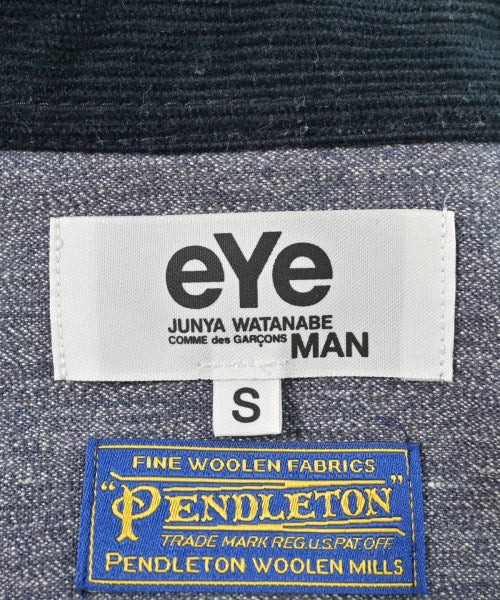 eYe
JUNYA WATANABE
COMME des GARÇONS MAN
S
FINE WOOLEN FABRICS
"PENDLETON"
TRADE MARK REG.U.S.PAT.OFF
PENDLETON WOOLEN MILLS